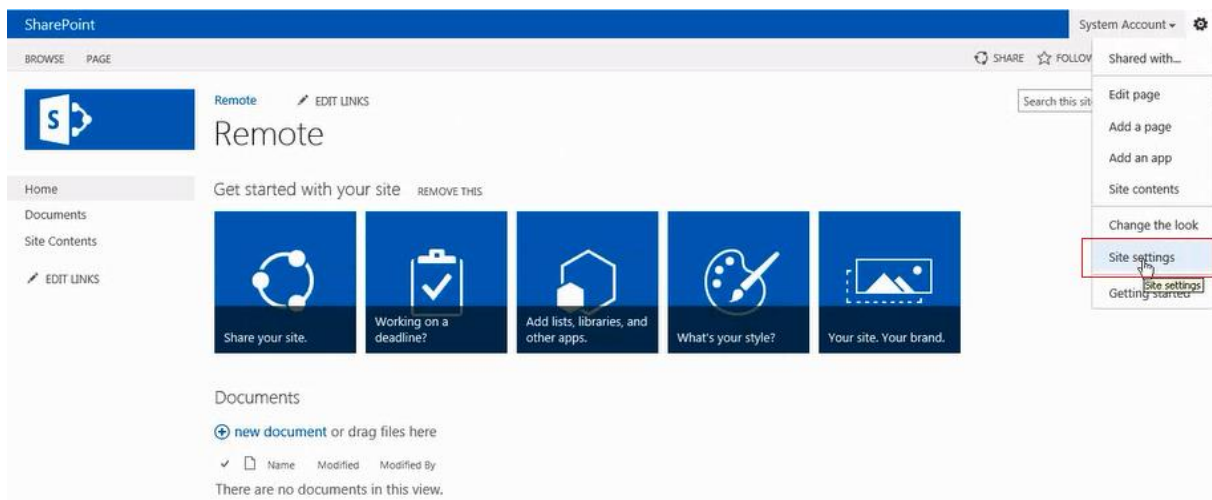 SharePoint
System Account
BROWSE PAGE
SHARE FOLLOW
Shared with...
Edit page
Add a page
Add an app
Site contents
Change the look
Site settings
Site settings
Getting started
S
Remote EDIT LINKS
Search this sit
Remote
Home
Documents
Site Contents
EDIT LINKS
Get started with your site REMOVE THIS
Share your site.
Working on a
deadline?
Add lists, libraries, and
other apps.
What's your style?
Your site. Your brand.
Documents
new document or drag files here
Name Modified Modified By
There are no documents in this view.